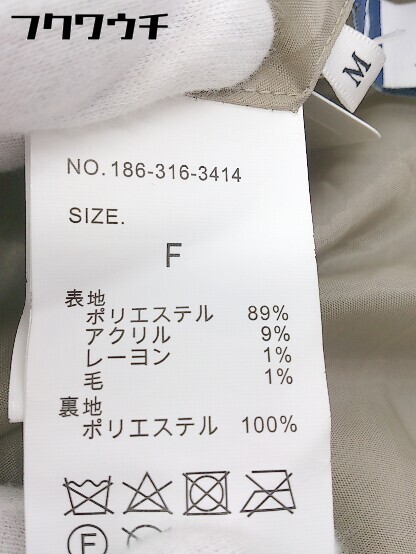 フクワウチ
M
NO.186-316-3414
SIZE.
F
表地
ポリエステル 89%
アクリル 9%
レーヨン 1%
毛 1%
裏地
ポリエステル 100%
F